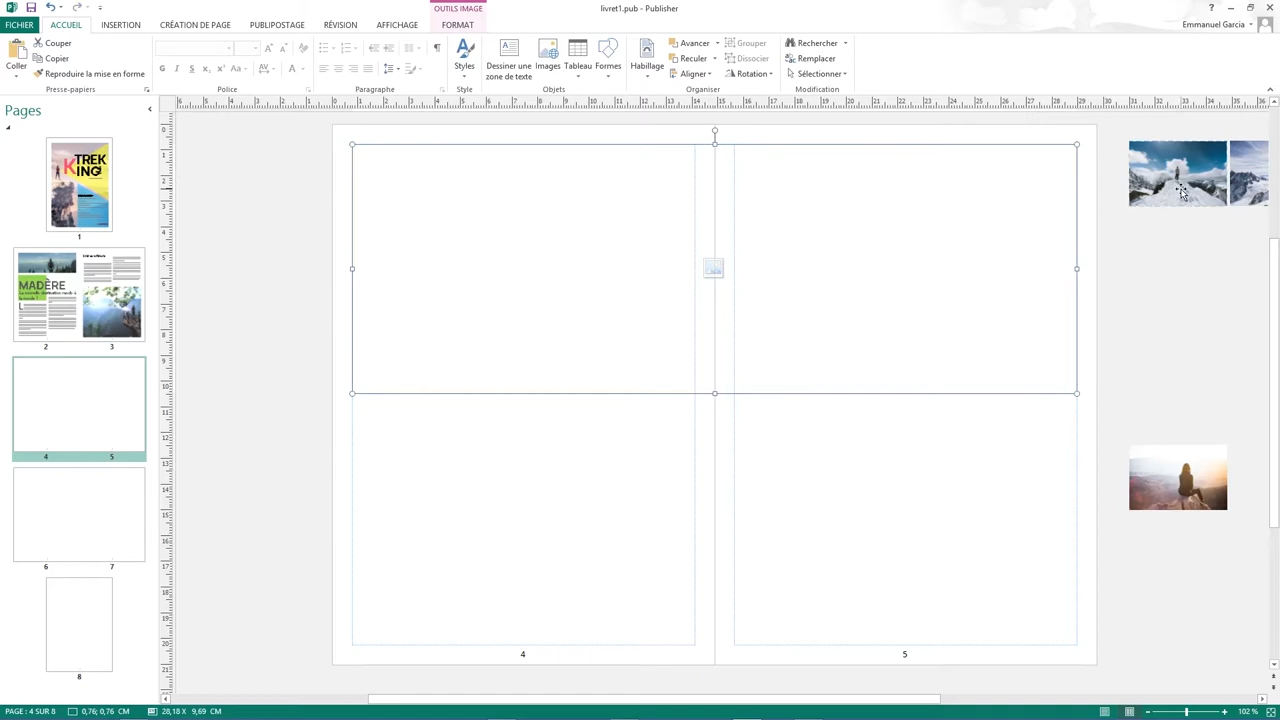 livret1.pub - Publisher
OUTILS IMAGE
FICHIER ACCUEIL INSERTION CRÉATION DE PAGE PUBLIPOSTAGE RÉVISION AFFICHAGE FORMAT
Emmanuel Garcia
Coller
Couper
Copier
Reproduire la mise en forme
Presse-papiers
G I S
Police
Paragraphe
Styles
Style
Dessiner une zone de texte
Images
Tableau
Formes
Objets
Habillage
Avancer
Reculer
Aligner
Grouper
Dissocier
Rotation
Organiser
Rechercher
Remplacer
Sélectionner
Modification
Pages
TREK
KING
1
MADÈRE
2 3
4 5
6 7
8
4
5
PAGE : 4 SUR 8
0,76; 0,76 CM
28,18 X 9,69 CM
102 %